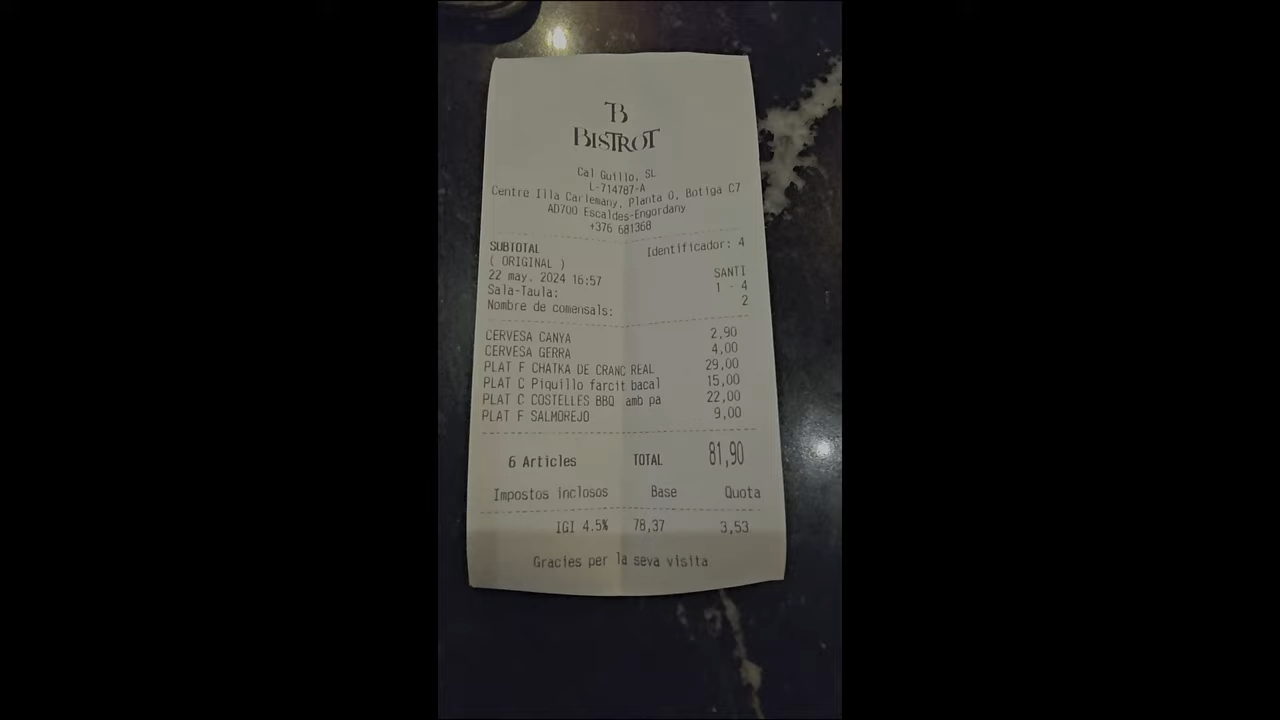 B
BISTROT
Cal Guillo, SL
L-714787-A
Centre Illa Carlemany, Planta 0, Botiga C7
AD700 Escaldes-Engordany
+376 681368
SUBTOTAL Identificador: 4
( ORIGINAL )
22 may. 2024 16:57 SANTI
Sala-Taula: 1 - 4
Nombre de comensals: 2
CERVESA CANYA 2,90
CERVESA GERRA 4,00
PLAT F CHATKA DE CRANC REAL 29,00
PLAT C Piquillo farcit bacal 15,00
PLAT C COSTELLES BBQ amb pa 22,00
PLAT F SALMOREJO 9,00
6 Articles TOTAL 81,90
Impostos inclosos Base Quota
IGI 4.5% 78,37 3,53
Gracies per la seva visita